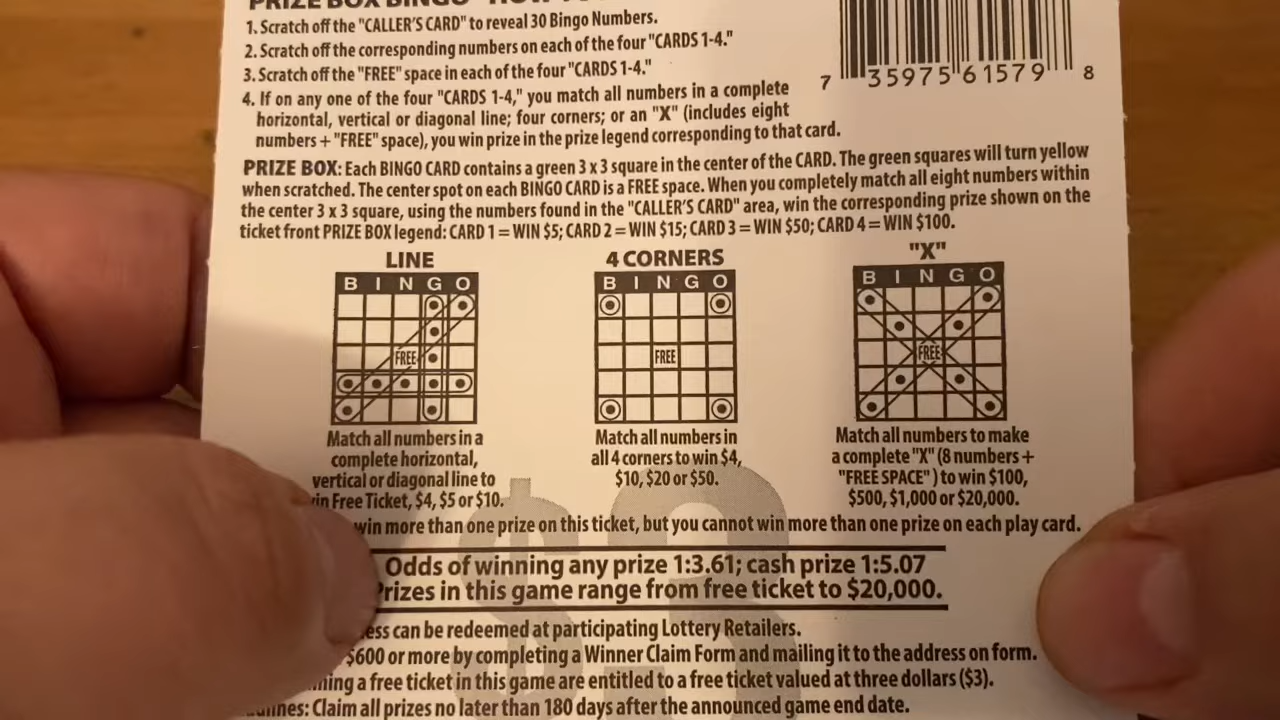 PRIZE BOX BINGO
1. Scratch off the "CALLER'S CARD" to reveal 30 Bingo Numbers.
2. Scratch off the corresponding numbers on each of the four "CARDS 1-4."
3. Scratch off the "FREE" space in each of the four "CARDS 1-4."
4. If on any one of the four "CARDS 1-4," you match all numbers in a complete
horizontal, vertical or diagonal line; four corners; or an "X" (includes eight
numbers + "FREE" space), you win prize in the prize legend corresponding to that card.
7 35975 61579 8
PRIZE BOX: Each BINGO CARD contains a green 3 x 3 square in the center of the CARD. The green squares will turn yellow
when scratched. The center spot on each BINGO CARD is a FREE space. When you completely match all eight numbers within
the center 3 x 3 square, using the numbers found in the "CALLER'S CARD" area, win the corresponding prize shown on the
ticket front PRIZE BOX legend: CARD 1 = WIN $5; CARD 2 = WIN $15; CARD 3 = WIN $50; CARD 4 = WIN $100.
LINE
B I N G O
FREE
Match all numbers in a
complete horizontal,
vertical or diagonal line to
Free Ticket, $4, $5 or $10.
4 CORNERS
B I N G O
FREE
Match all numbers in
all 4 corners to win $4,
$10, $20 or $50.
"X"
B I N G O
FREE
Match all numbers to make
a complete "X" (8 numbers +
"FREE SPACE" ) to win $100,
$500, $1,000 or $20,000.
win more than one prize on this ticket, but you cannot win more than one prize on each play card.
Odds of winning any prize 1:3.61; cash prize 1:5.07
Prizes in this game range from free ticket to $20,000.
can be redeemed at participating Lottery Retailers.
$600 or more by completing a Winner Claim Form and mailing it to the address on form.
a free ticket in this game are entitled to a free ticket valued at three dollars ($3).
Claim all prizes no later than 180 days after the announced game end date.
$3